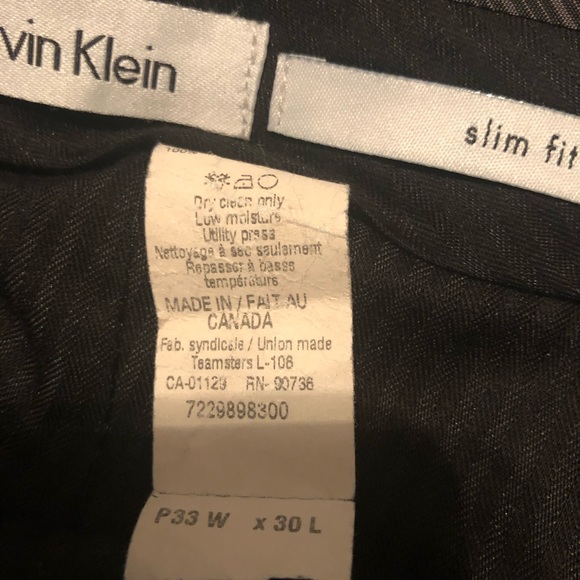 vin Klein
slim fit
Dry clean only
Low moisture
Utility press
Nettoyage à sec seulement
Repasser à basse
température
MADE IN / FAIT AU
CANADA
Fab. syndicale / Union made
Teamsters L-106
CA-01129 RN- 90736
7229898300
P33 W x 30 L